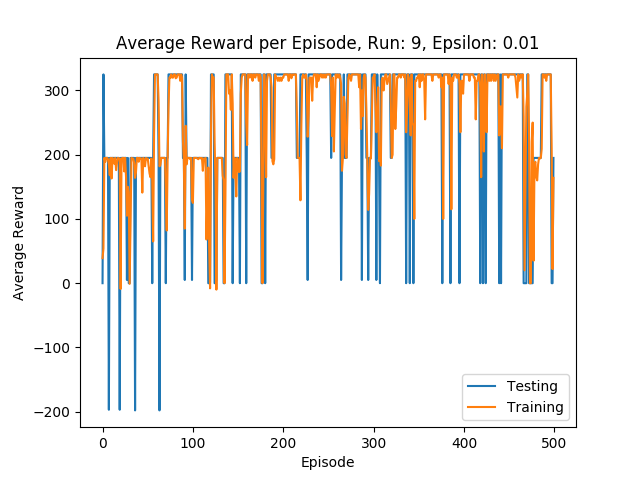 Average Reward per Episode, Run: 9, Epsilon: 0.01
300
200
100
0
−100
−200
Average Reward
0 100 200 300 400 500
Episode
Testing
Training